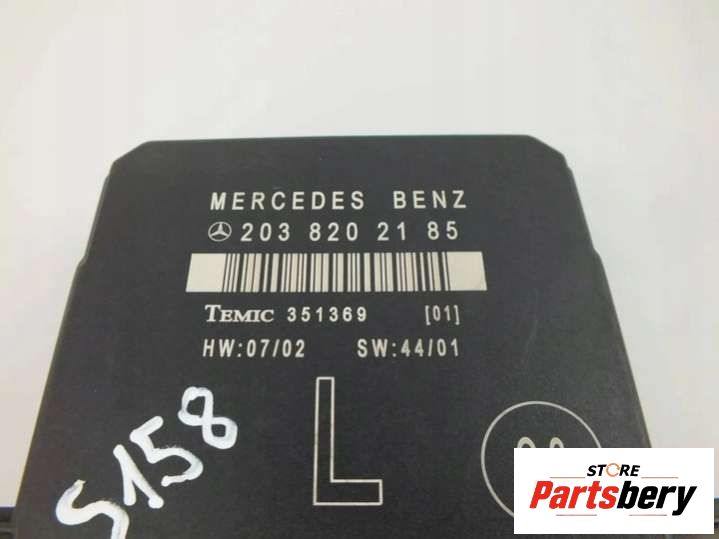 MERCEDES BENZ
203 820 21 85
TEMIC 351369 [01]
HW:07/02 SW:44/01
L
S158
STORE
Partsbery